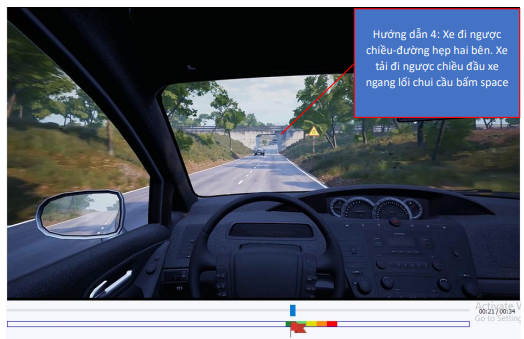 Hướng dẫn 4: Xe đi ngược
chiều-đường hẹp hai bên. Xe
tải đi ngược chiều đầu xe
ngang lối chui cầu bấm space
Activate
00:21 / 00:34
Go to Setting